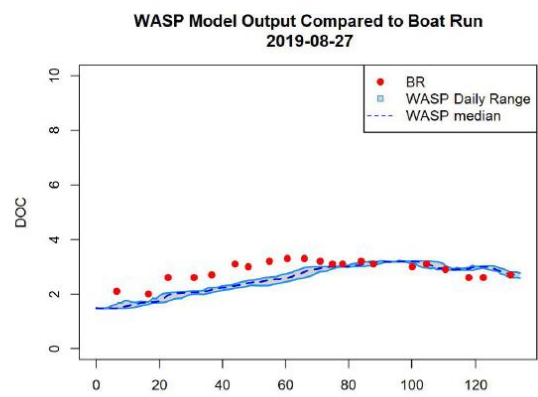 WASP Model Output Compared to Boat Run
2019-08-27
BR
WASP Daily Range
WASP median
DOC
10
8
6
4
2
0
0 20 40 60 80 100 120